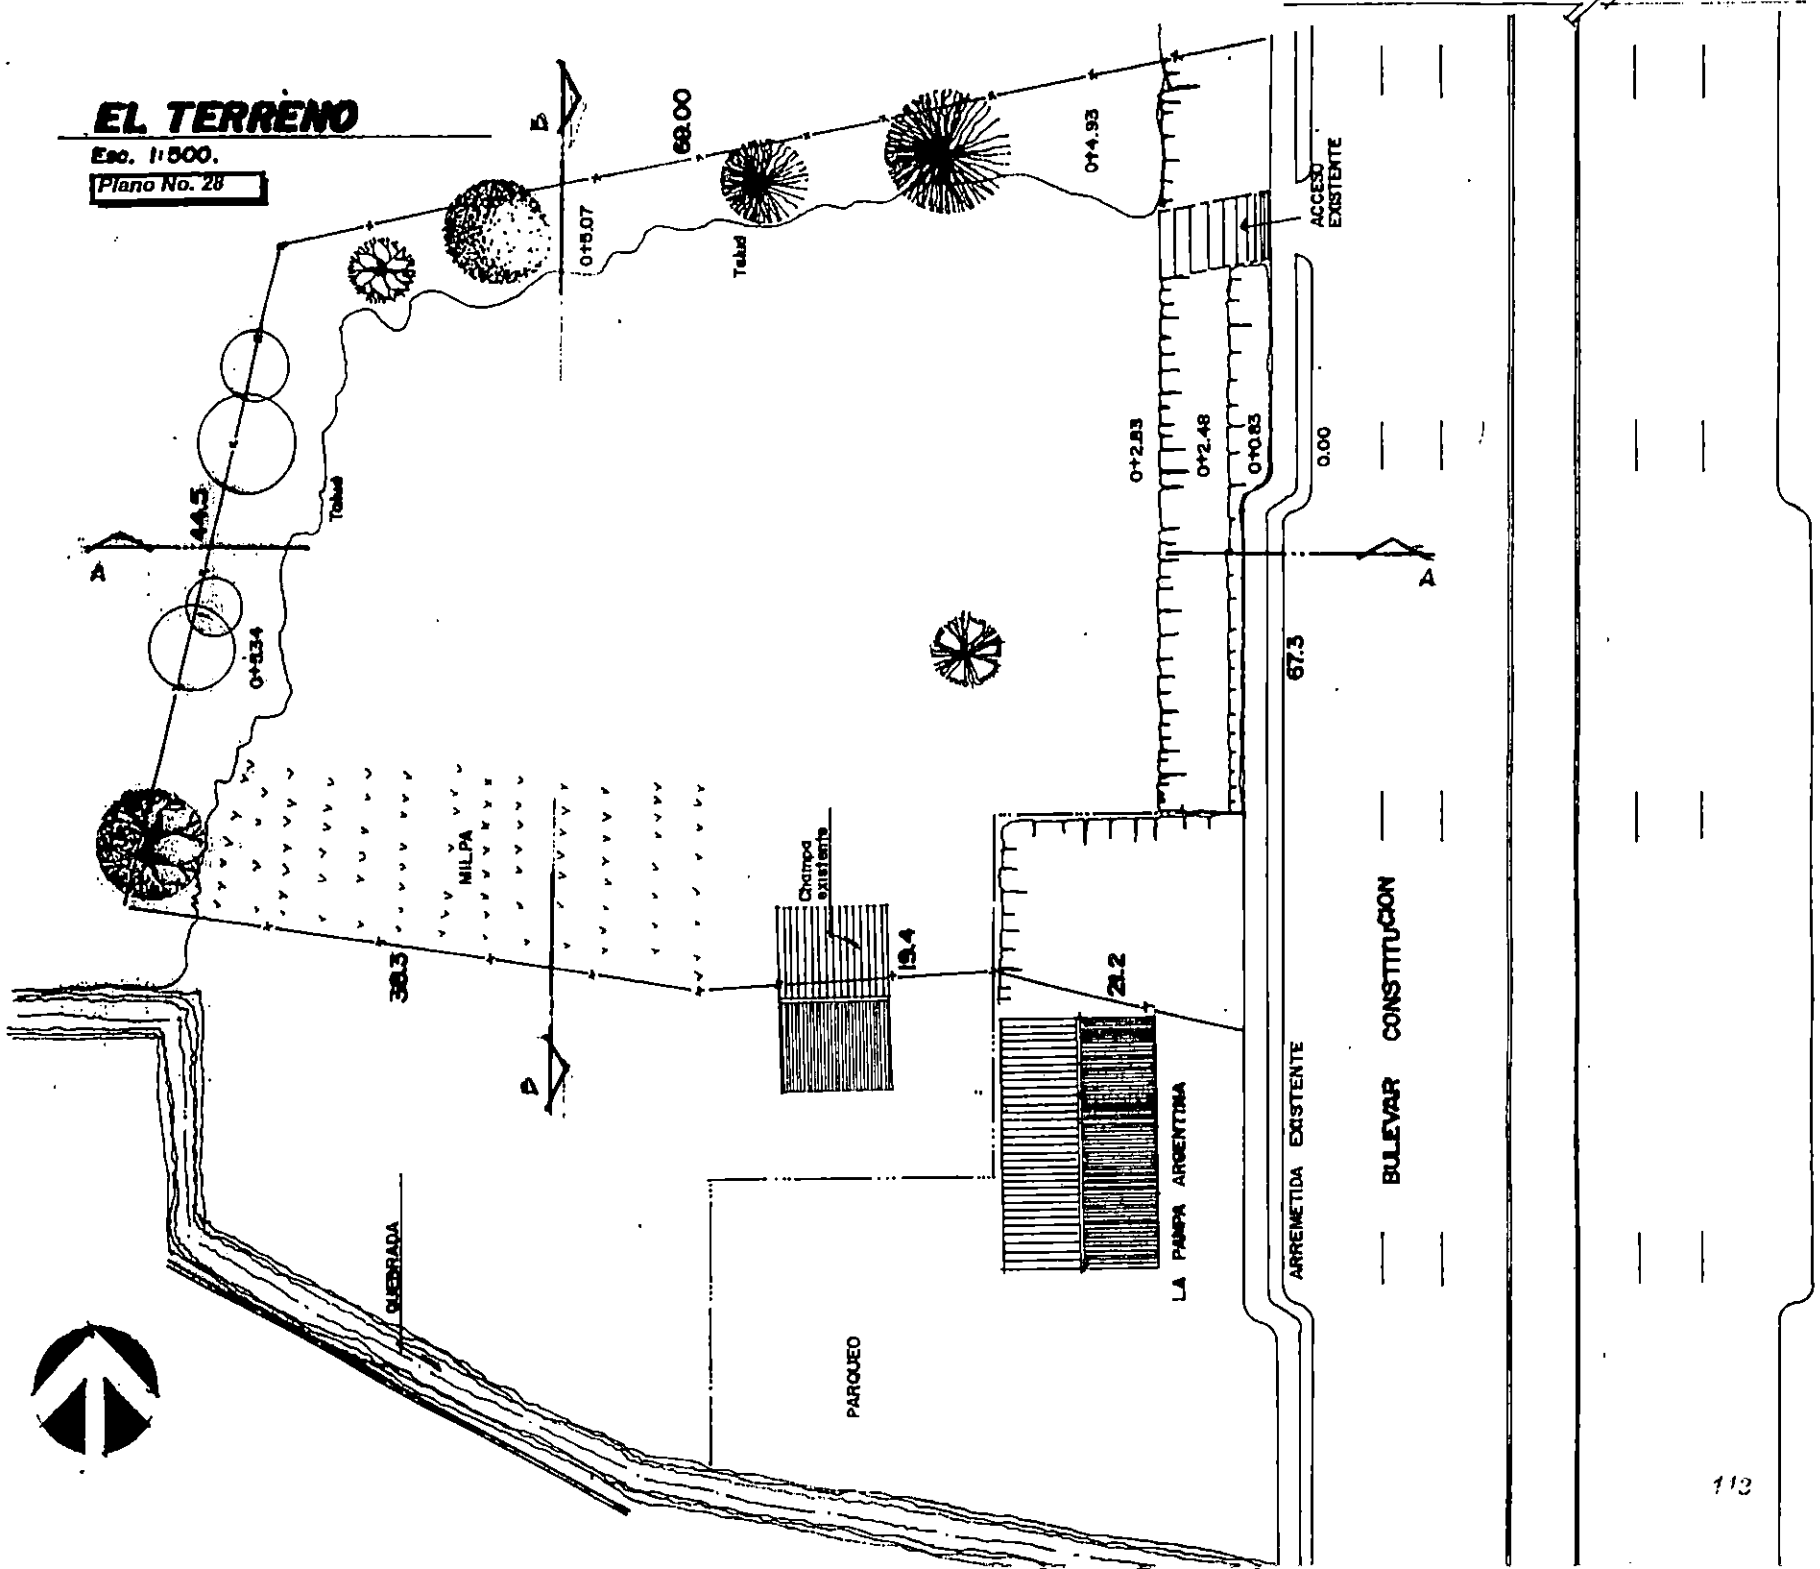 EL TERRENO
Esc. 1:500.
Plano No. 28
B
69.00
0+5.07
Talud
0+4.93
ACCESO
EXISTENTE
44.5
Talud
A
0+5.34
0+2.83
0+2.48
0+0.83
0.00
A
67.3
MILPA
Champa
existente
38.3
19.4
21.2
QUEBRADA
PARQUEO
LA PAMPA ARGENTINA
ARREMETIDA EXISTENTE
BULEVAR CONSTITUCION
113